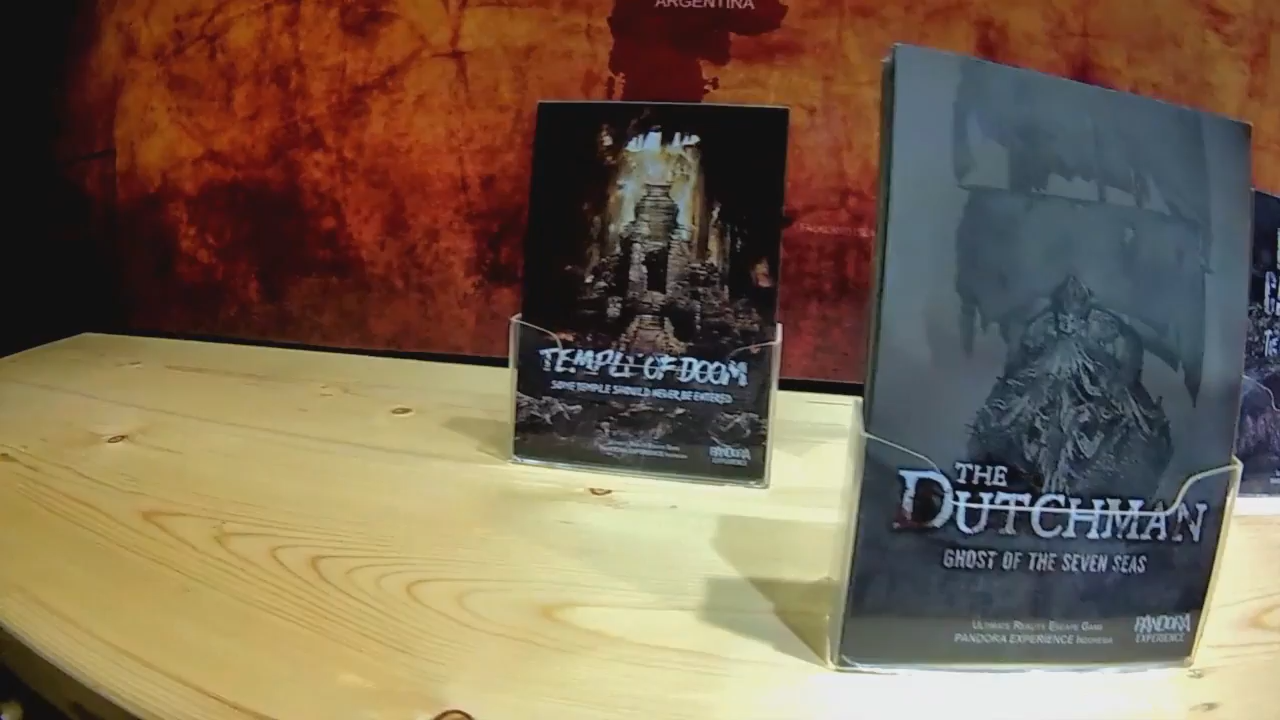 ARGENTINA
TEMPLE OF DOOM
SOME TEMPLE SHOULD NEVER BE ENTERED
PANDORA
EXPERIENCE
THE
DUTCHMAN
GHOST OF THE SEVEN SEAS
ULTIMATE REALITY ESCAPE GAME
PANDORA EXPERIENCE INDONESIA
PANDORA
EXPERIENCE